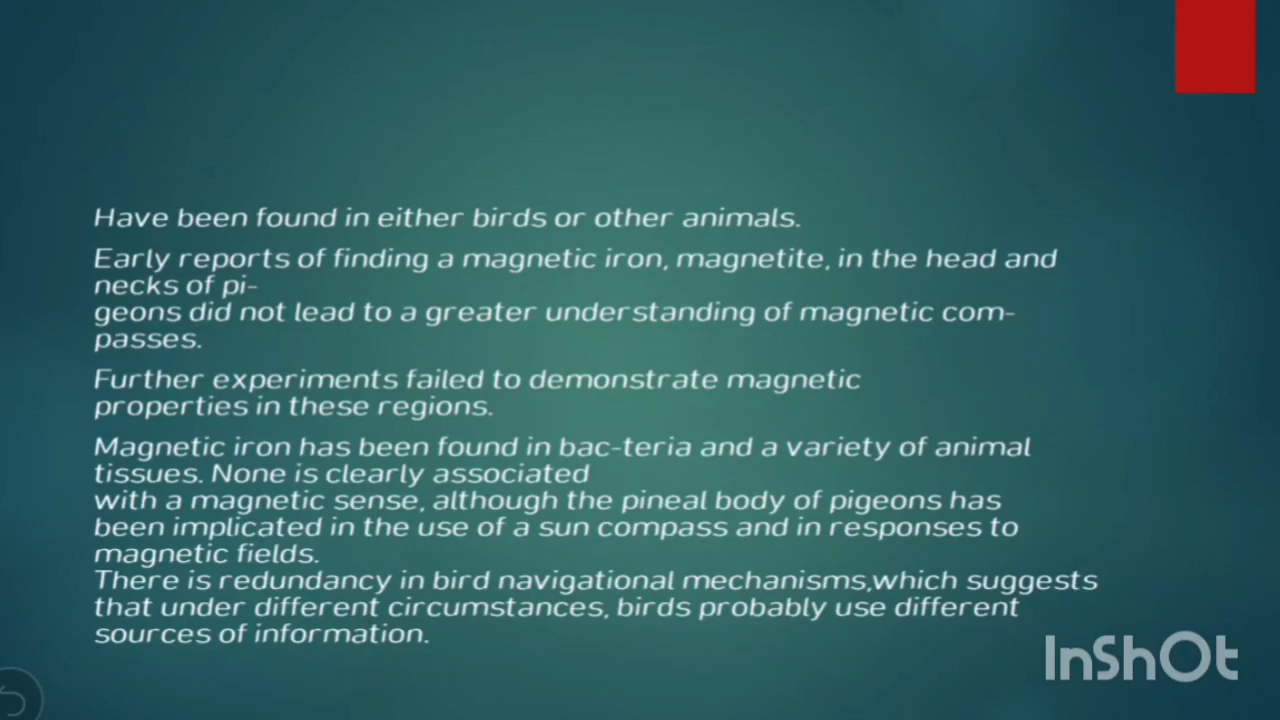 Have been found in either birds or other animals.
Early reports of finding a magnetic iron, magnetite, in the head and
necks of pi-
geons did not lead to a greater understanding of magnetic com-
passes.
Further experiments failed to demonstrate magnetic
properties in these regions.
Magnetic iron has been found in bac-teria and a variety of animal
tissues. None is clearly associated
with a magnetic sense, although the pineal body of pigeons has
been implicated in the use of a sun compass and in responses to
magnetic fields.
There is redundancy in bird navigational mechanisms,which suggests
that under different circumstances, birds probably use different
sources of information.
InShOt